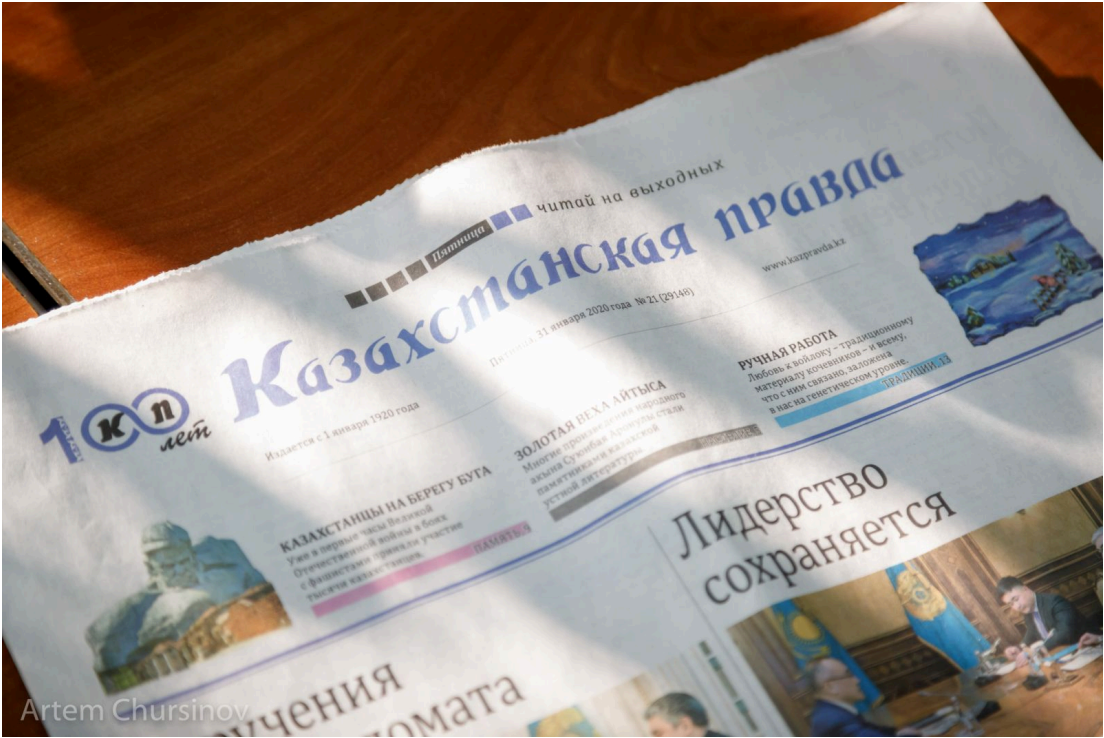 Пятница
читай на выходных
Казахстанская правда
100
КП
лет
Издается с 1 января 1920 года
Пятница, 31 января 2020 года № 21 (29148)
www.kazpravda.kz
КАЗАХСТАНЦЫ НА БЕРЕГУ БУГА
Уже в первые часы Великой
Отечественной войны в боях
с фашистами приняли участие
тысячи казахстанцев.
ПАМЯТЬ
ЗОЛОТАЯ ВЕХА АЙТЫСА
Многие произведения народного
акына Суюнбая Аронулы стали
памятниками казахской
устной литературы.
РУЧНАЯ РАБОТА
Любовь к войлоку – традиционному
материалу кочевников – и всему,
что с ним связано, заложена
в нас на генетическом уровне.
ТРАДИЦИИ 13
Лидерство
сохраняется
учения
омата
Artem Chursinov